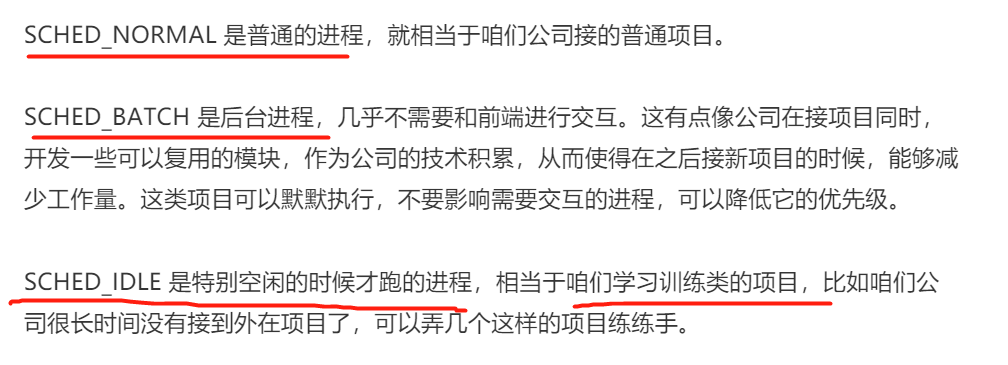 SCHED_NORMAL 是普通的进程，就相当于咱们公司接的普通项目。
SCHED_BATCH 是后台进程，几乎不需要和前端进行交互。这有点像公司在接项目同时，
开发一些可以复用的模块，作为公司的技术积累，从而使得在之后接新项目的时候，能够减
少工作量。这类项目可以默默执行，不要影响需要交互的进程，可以降低它的优先级。
SCHED_IDLE 是特别空闲的时候才跑的进程，相当于咱们学习训练类的项目，比如咱们公
司很长时间没有接到外在项目了，可以弄几个这样的项目练练手。